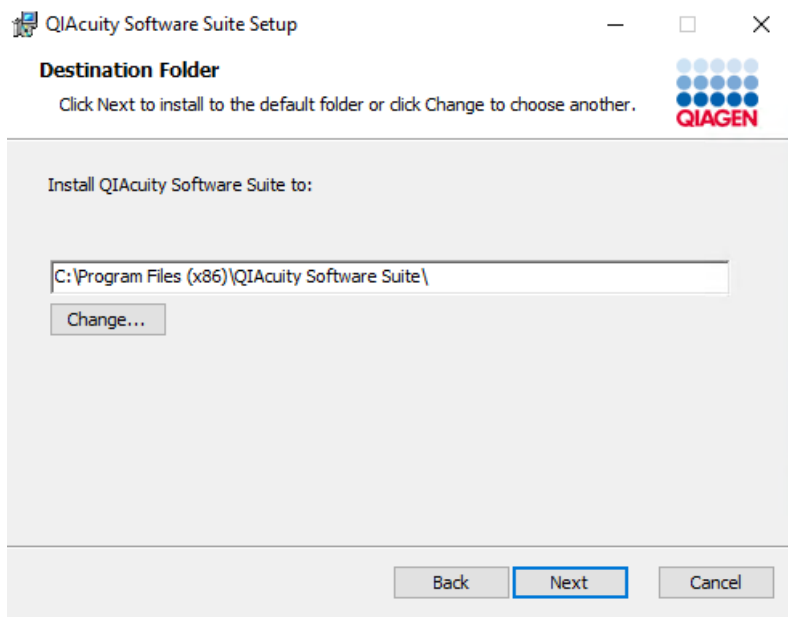 QIAcuity Software Suite Setup
Destination Folder
Click Next to install to the default folder or click Change to choose another.
QIAGEN
Install QIAcuity Software Suite to:
C:\Program Files (x86)\QIAcuity Software Suite\
Change...
Back Next Cancel